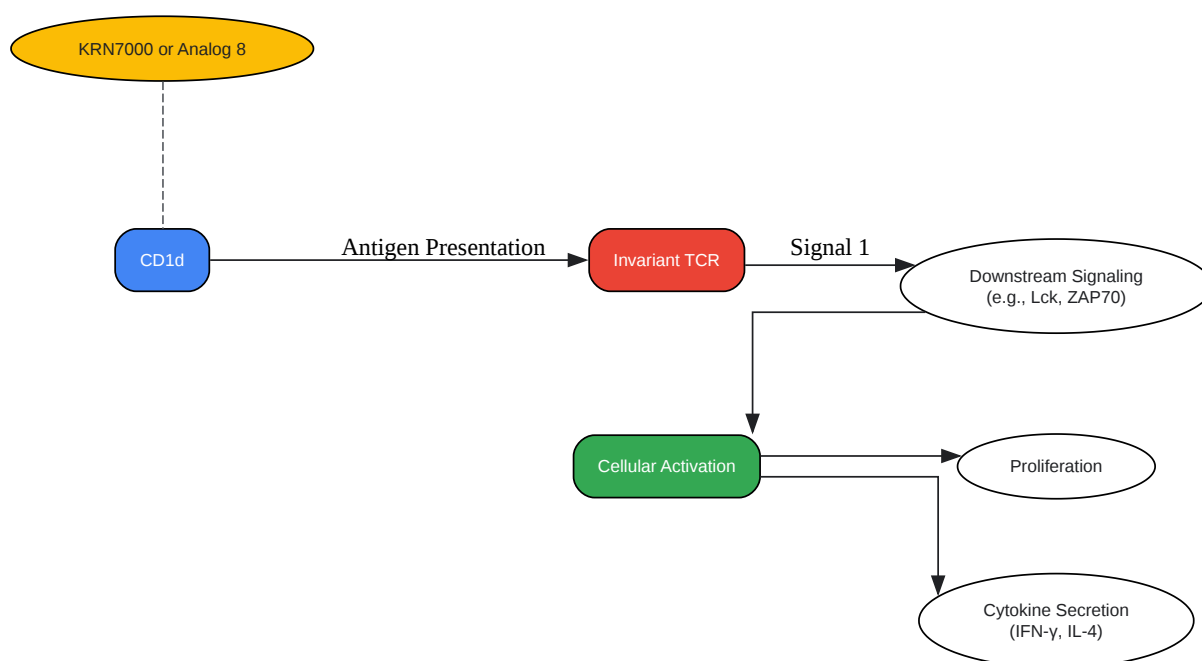 KRN7000 or Analog 8
CD1d
Antigen Presentation
Invariant TCR
Signal 1
Downstream Signaling
(e.g., Lck, ZAP70)
Cellular Activation
Proliferation
Cytokine Secretion
(IFN-γ, IL-4)